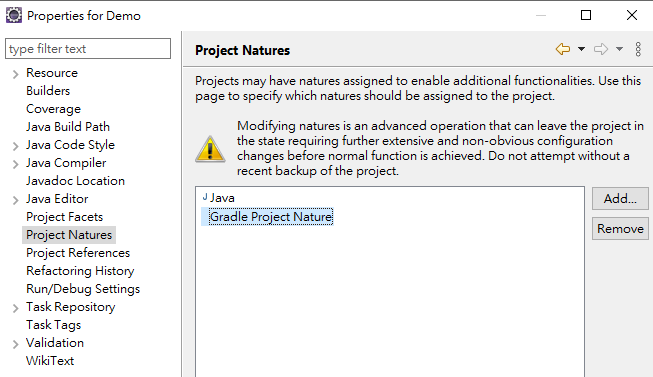 Properties for Demo
type filter text
Resource
Builders
Coverage
Java Build Path
Java Code Style
Java Compiler
Javadoc Location
Java Editor
Project Facets
Project Natures
Project References
Refactoring History
Run/Debug Settings
Task Repository
Task Tags
Validation
WikiText
Project Natures
Projects may have natures assigned to enable additional functionalities. Use this
page to specify which natures should be assigned to the project.
Modifying natures is an advanced operation that can leave the project in
the state requiring further extensive and non-obvious configuration
changes before normal function is achieved. Do not attempt without a
recent backup of the project.
J Java
Gradle Project Nature
Add...
Remove